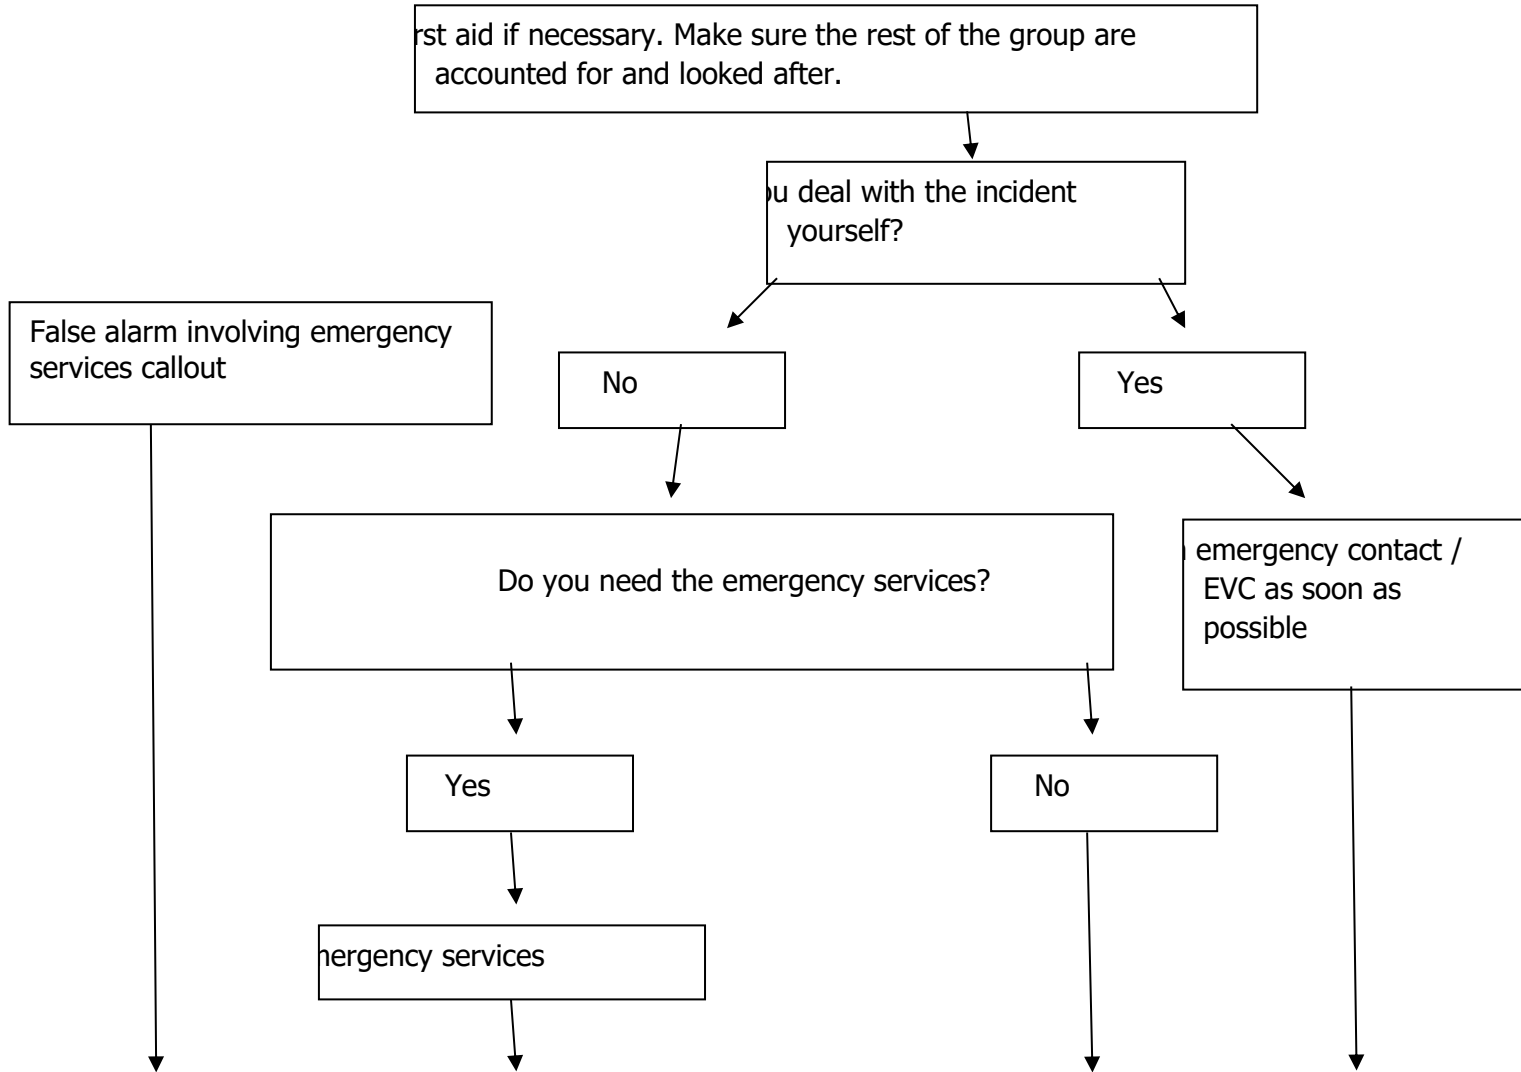 rst aid if necessary. Make sure the rest of the group are
accounted for and looked after.
ou deal with the incident
yourself?
False alarm involving emergency
services callout
No
Yes
Do you need the emergency services?
emergency contact /
EVC as soon as
possible
Yes
No
mergency services